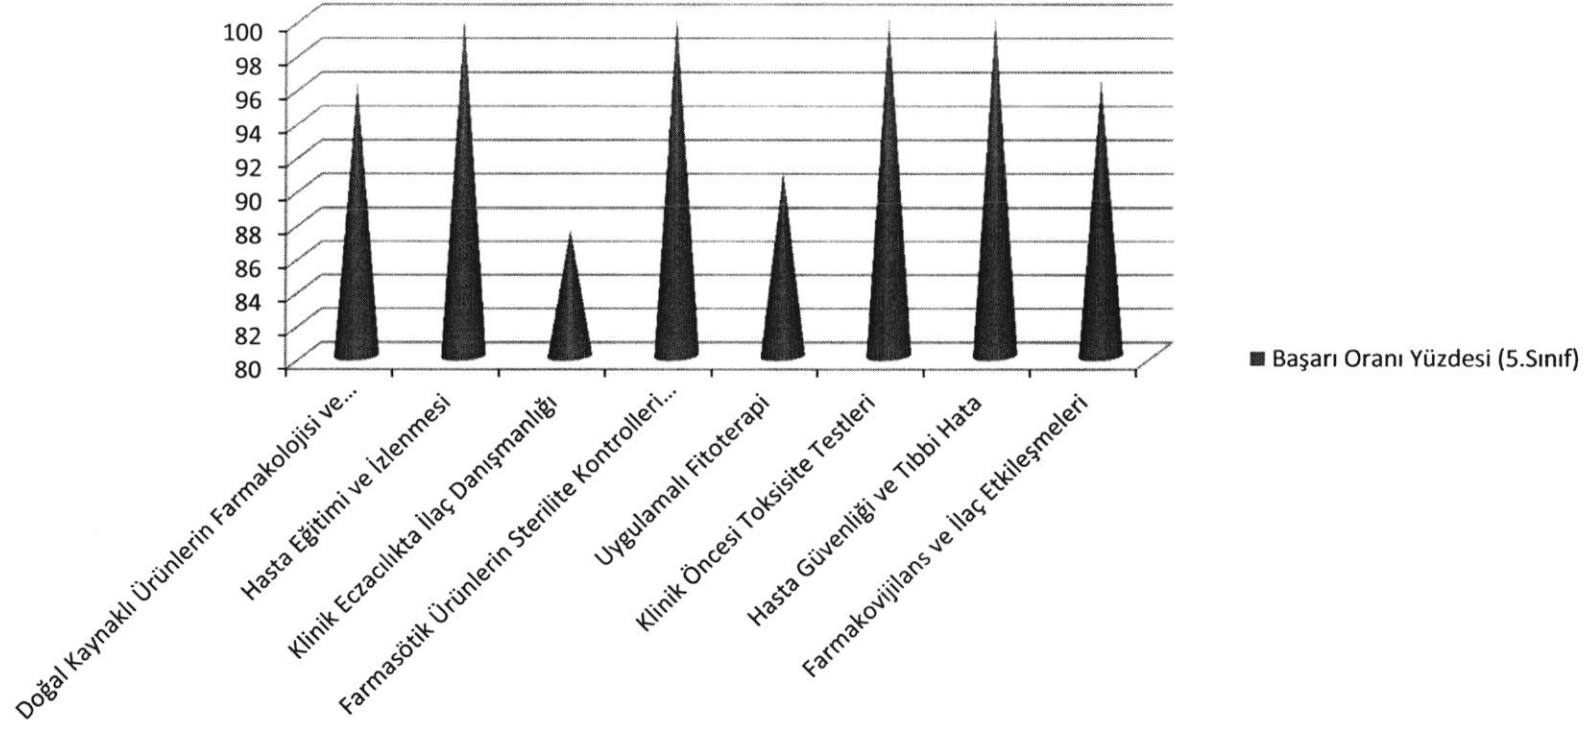 100
98
96
94
92
90
88
86
84
82
80
Doğal Kaynaklı Ürünlerin Farmakolojisi ve...
Hasta Eğitimi ve İzlenmesi
Klinik Eczacılıkta İlaç Danışmanlığı
Farmasötik Ürünlerin Sterilite Kontrolleri...
Uygulamalı Fitoterapi
Klinik Öncesi Toksisite Testleri
Hasta Güvenliği ve Tıbbi Hata
Farmakovijilans ve İlaç Etkileşmeleri
Başarı Oranı Yüzdesi (5.Sınıf)